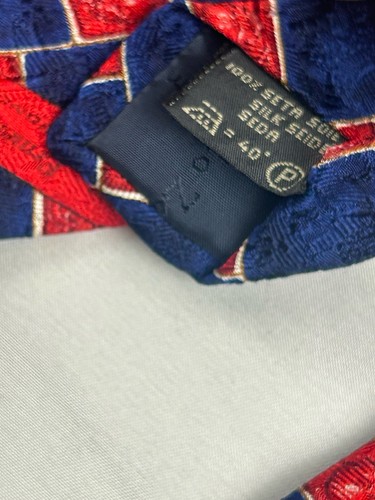 100% SETA SOIE
SILK SEIDE
SEDA
= 40° P